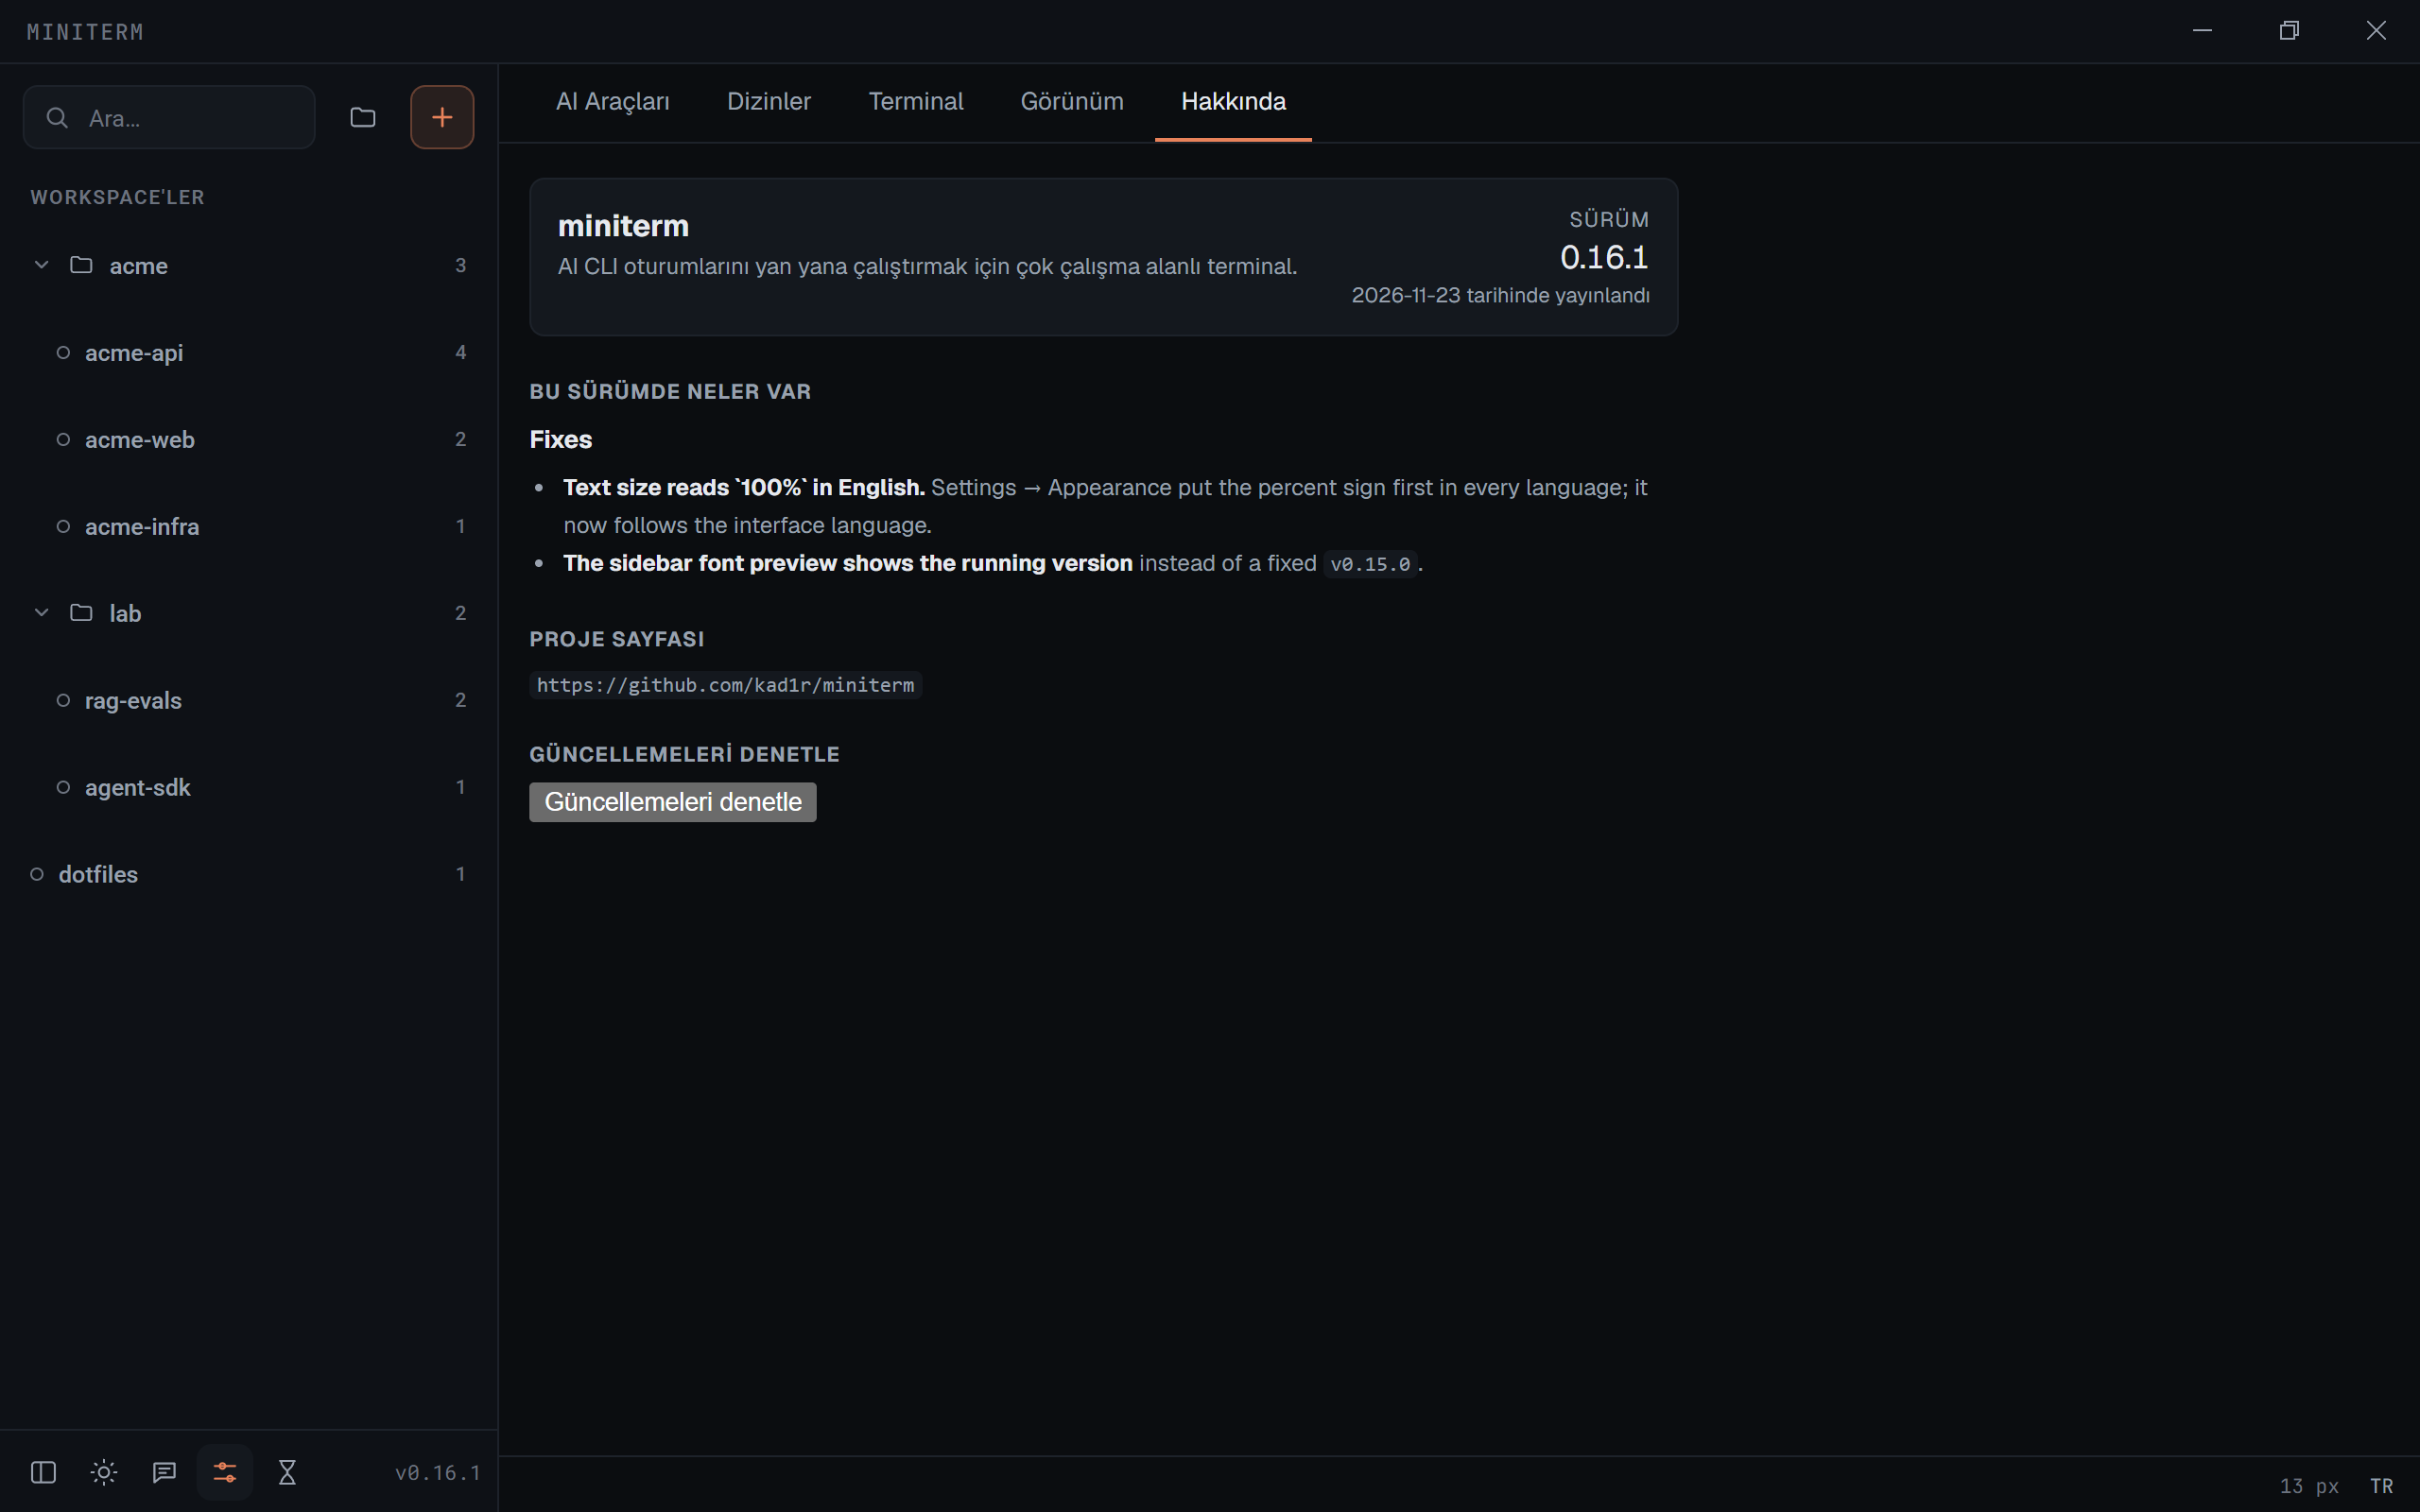 MINITERM
Ara...
WORKSPACE'LER
acme 3
acme-api 4
acme-web 2
acme-infra 1
lab 2
rag-evals 2
agent-sdk 1
dotfiles 1
v0.16.1
AI Araçları Dizinler Terminal Görünüm Hakkında
miniterm
AI CLI oturumlarını yan yana çalıştırmak için çok çalışma alanlı terminal.
SÜRÜM
0.16.1
2026-11-23 tarihinde yayınlandı
BU SÜRÜMDE NELER VAR
Fixes
• Text size reads `100%` in English. Settings → Appearance put the percent sign first in every language; it
now follows the interface language.
• The sidebar font preview shows the running version instead of a fixed v0.15.0.
PROJE SAYFASI
https://github.com/kad1r/miniterm
GÜNCELLEMELERİ DENETLE
Güncellemeleri denetle
13 px TR